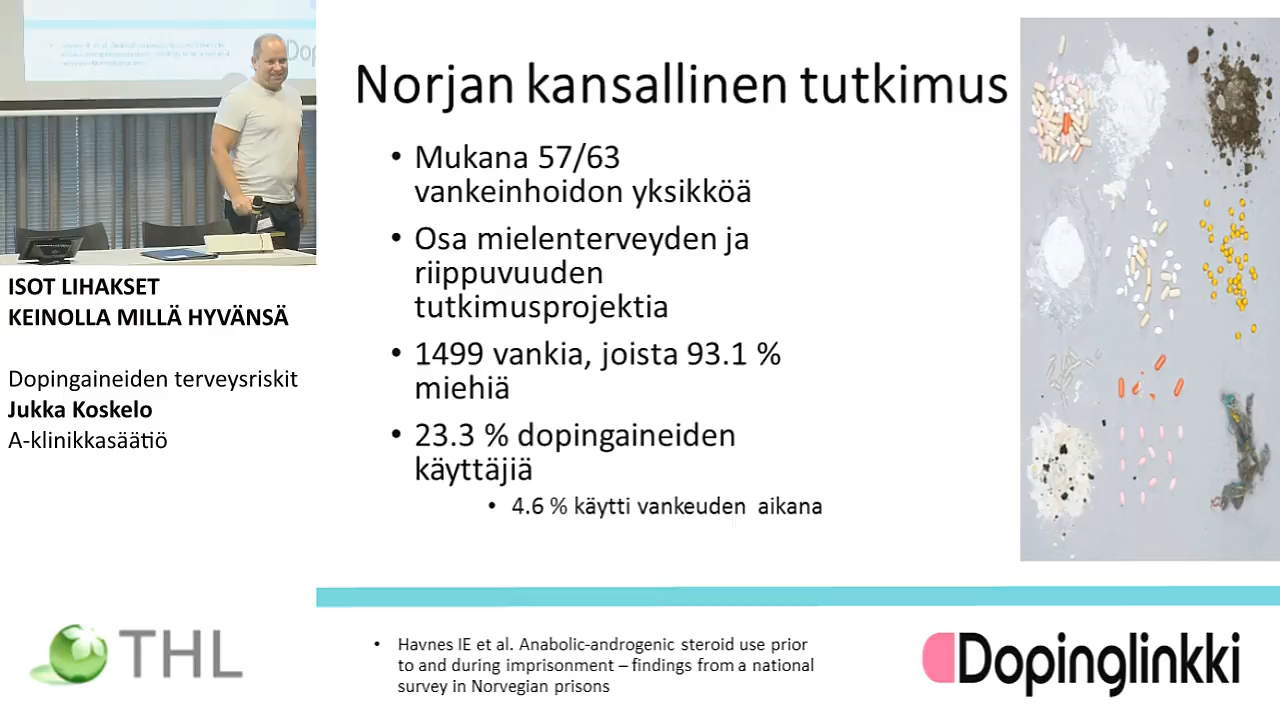 Norjan kansallinen tutkimus
• Mukana 57/63
vankeinhoidon yksikköä
• Osa mielenterveyden ja
riippuvuuden
tutkimusprojektia
• 1499 vankia, joista 93.1 %
miehiä
• 23.3 % dopingaineiden
käyttäjiä
• 4.6 % käytti vankeuden aikana
ISOT LIHAKSET
KEINOLLA MILLÄ HYVÄNSÄ
Dopingaineiden terveysriskit
Jukka Koskelo
A-klinikkasäätiö
THL
• Havnes IE et al. Anabolic-androgenic steroid use prior
to and during imprisonment – findings from a national
survey in Norwegian prisons
Dopinglinkki